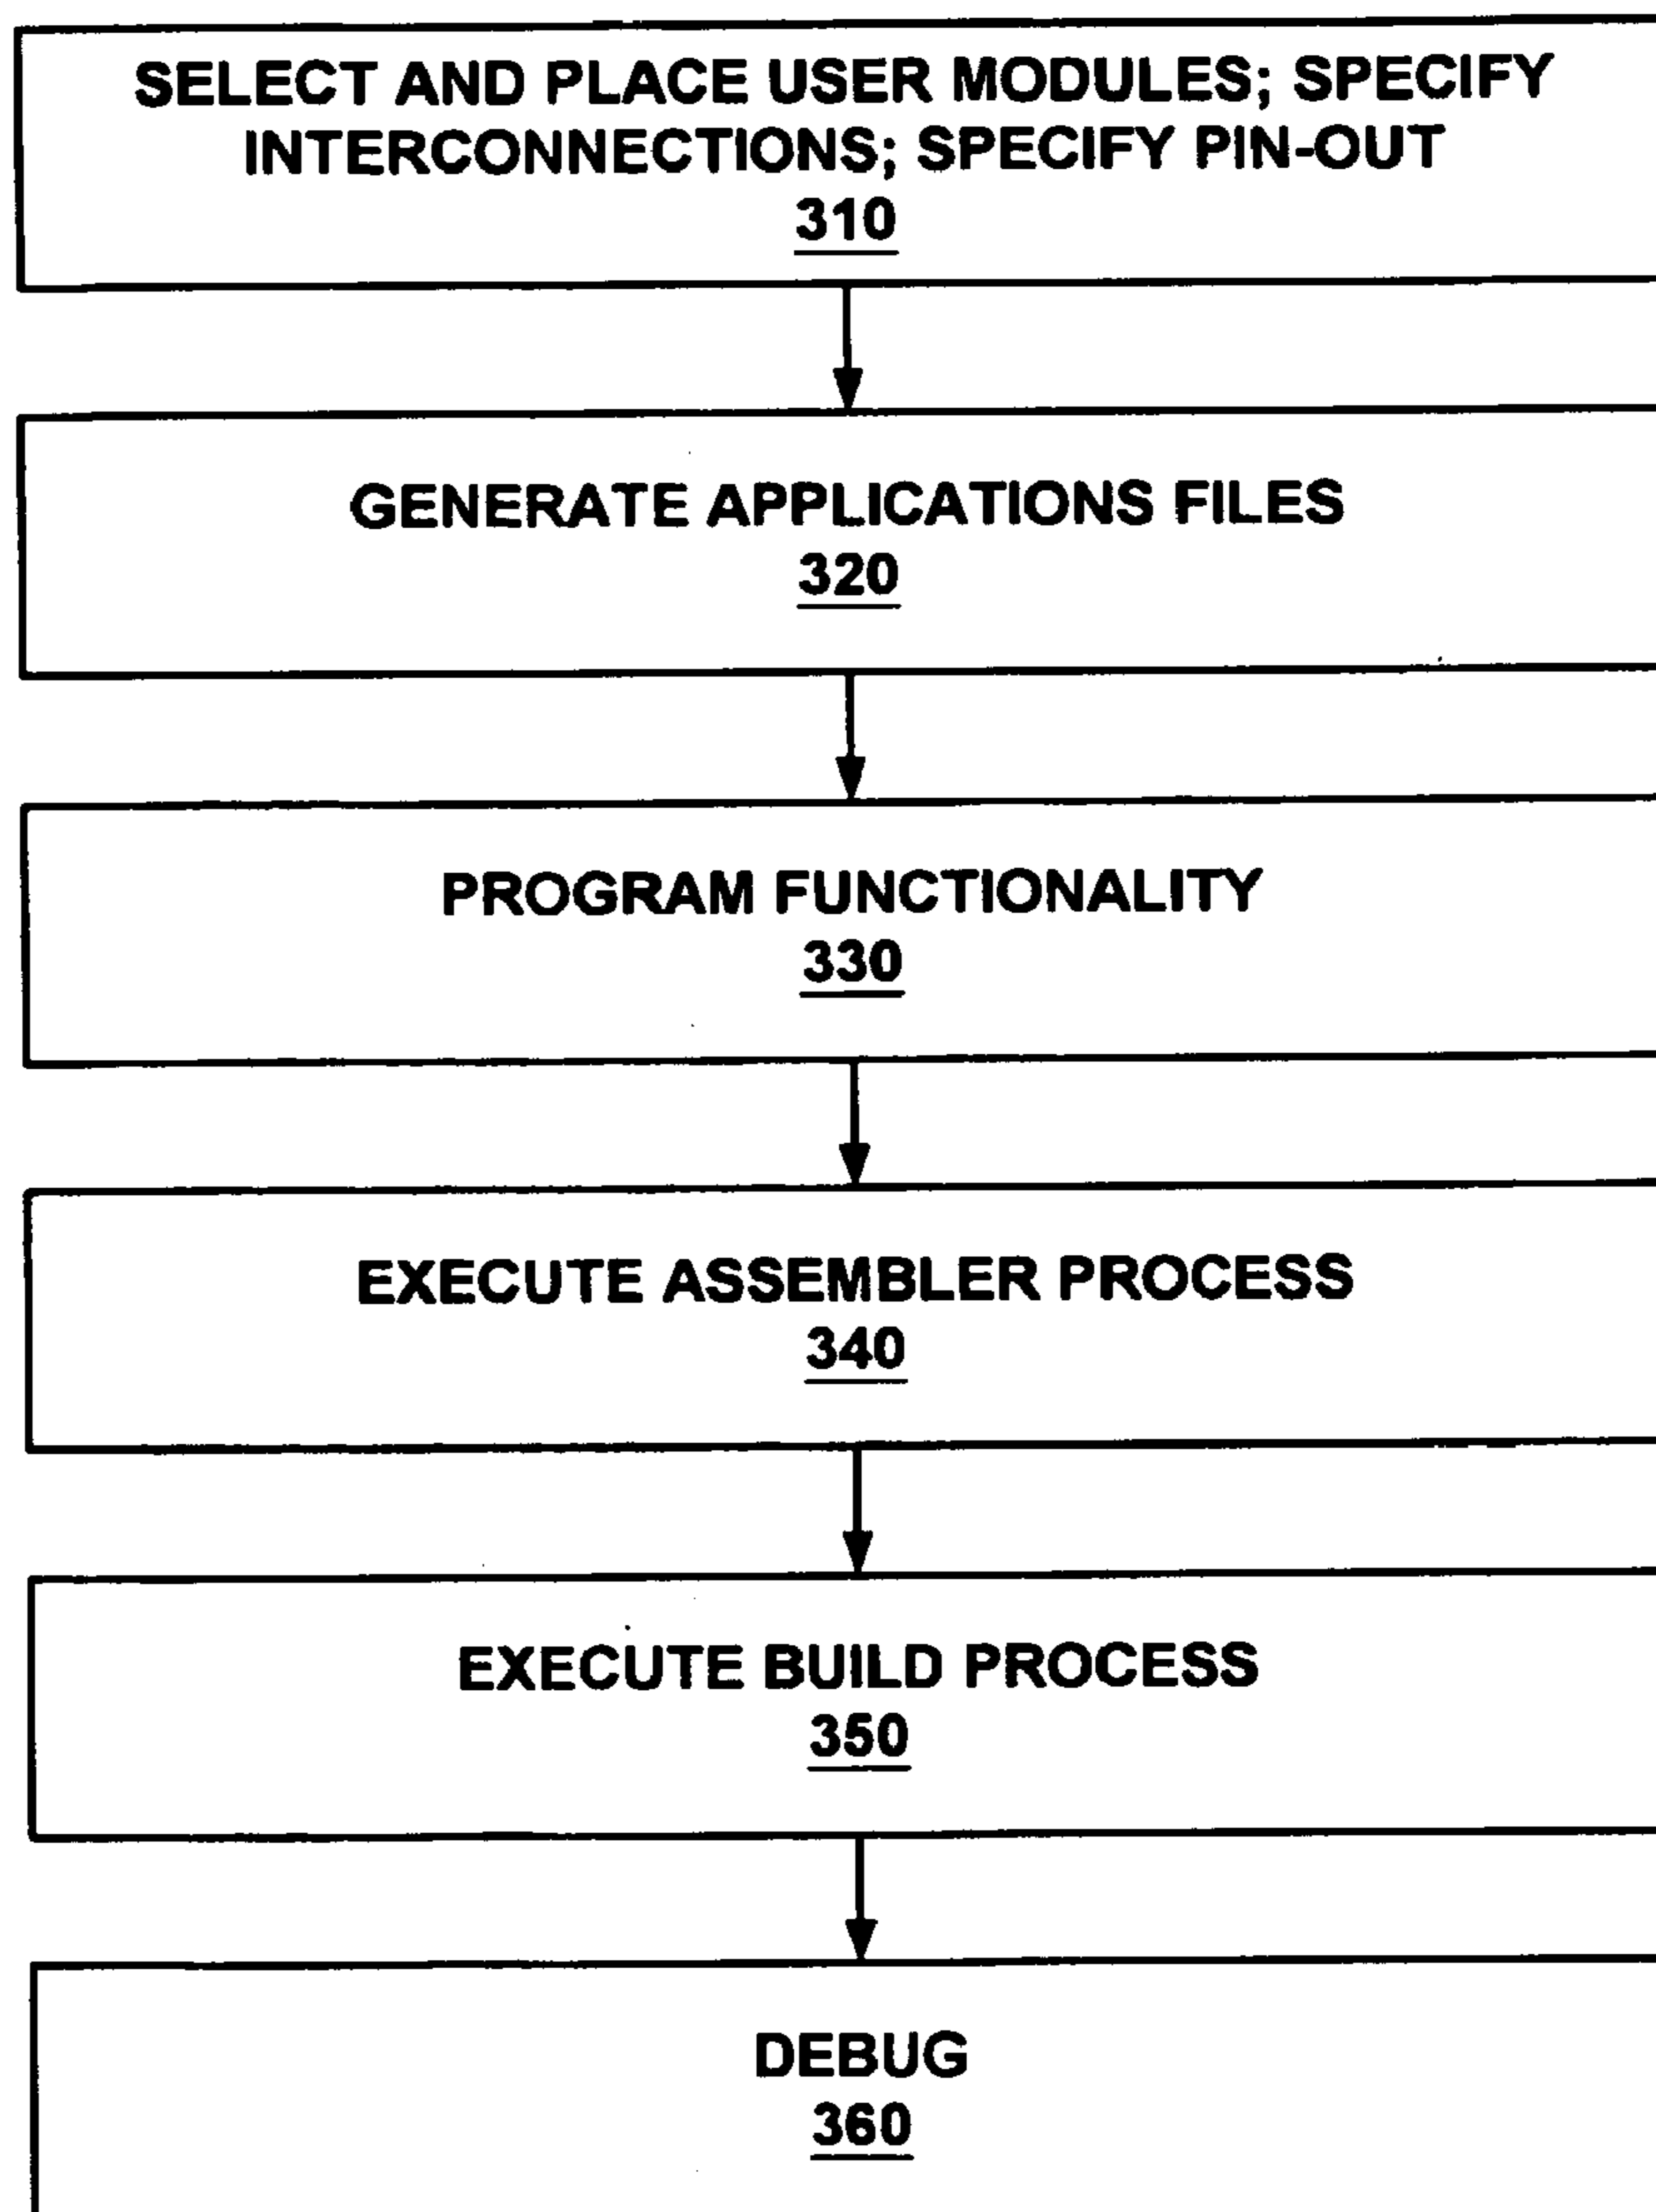 SELECT AND PLACE USER MODULES; SPECIFY
INTERCONNECTIONS; SPECIFY PIN-OUT
310
GENERATE APPLICATIONS FILES
320
PROGRAM FUNCTIONALITY
330
EXECUTE ASSEMBLER PROCESS
340
EXECUTE BUILD PROCESS
350
DEBUG
360